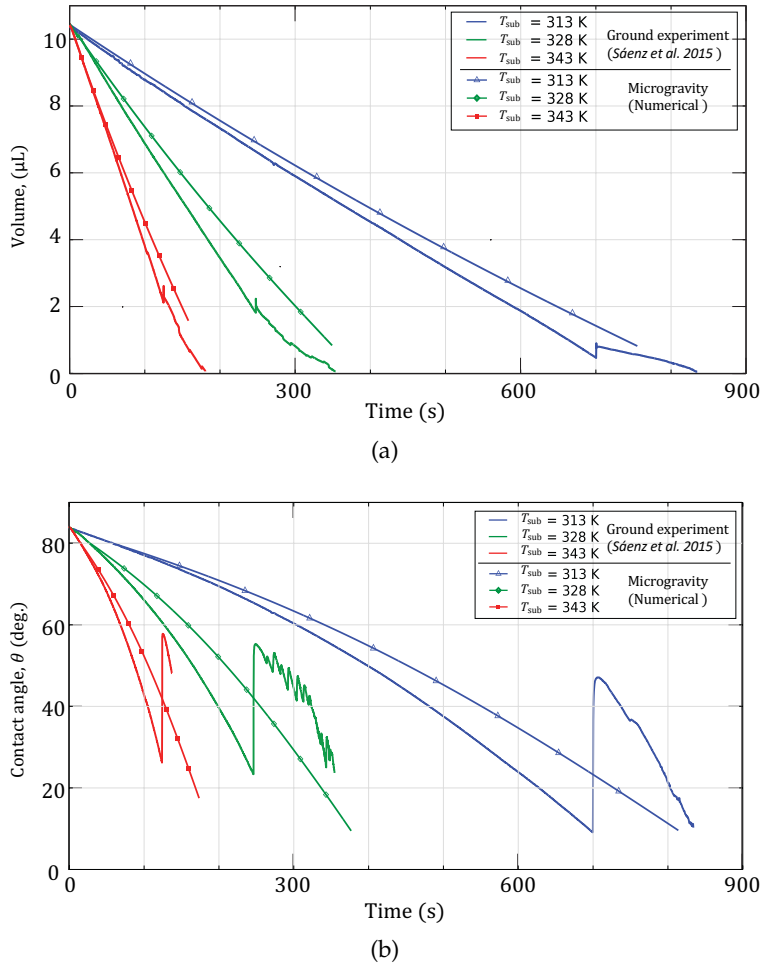 10
8
6
4
2
0
Volume, (μL)
T_sub = 313 K
T_sub = 328 K
T_sub = 343 K
Ground experiment
(Sáenz et al. 2015 )
T_sub = 313 K
T_sub = 328 K
T_sub = 343 K
Microgravity
(Numerical )
0 300 600 900
Time (s)
(a)
80
60
40
20
0
Contact angle, θ (deg.)
T_sub = 313 K
T_sub = 328 K
T_sub = 343 K
Ground experiment
(Sáenz et al. 2015 )
T_sub = 313 K
T_sub = 328 K
T_sub = 343 K
Microgravity
(Numerical )
0 300 600 900
Time (s)
(b)